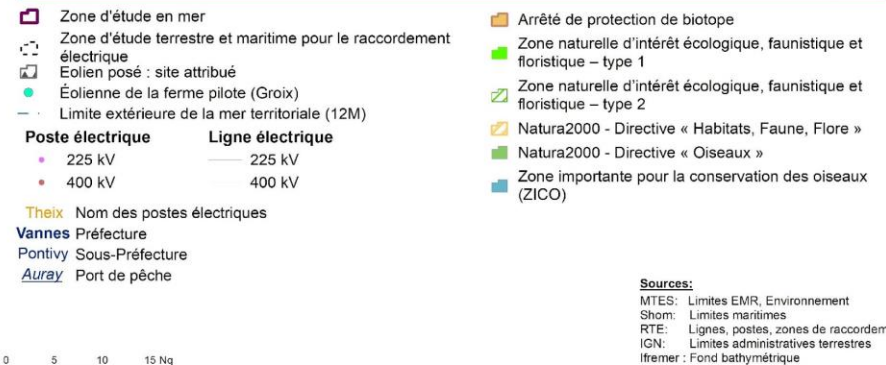 Zone d'étude en mer
Zone d'étude terrestre et maritime pour le raccordement
électrique
Eolien posé : site attribué
Éolienne de la ferme pilote (Groix)
Limite extérieure de la mer territoriale (12M)
Poste électrique Ligne électrique
225 kV 225 kV
400 kV 400 kV
Theix Nom des postes électriques
Vannes Préfecture
Pontivy Sous-Préfecture
Auray Port de pêche
0 5 10 15 Nq
Arrêté de protection de biotope
Zone naturelle d’intérêt écologique, faunistique et
floristique – type 1
Zone naturelle d’intérêt écologique, faunistique et
floristique – type 2
Natura2000 - Directive « Habitats, Faune, Flore »
Natura2000 - Directive « Oiseaux »
Zone importante pour la conservation des oiseaux
(ZICO)
Sources:
MTES: Limites EMR, Environnement
Shom: Limites maritimes
RTE: Lignes, postes, zones de raccordem
IGN: Limites administratives terrestres
Ifremer : Fond bathymétrique